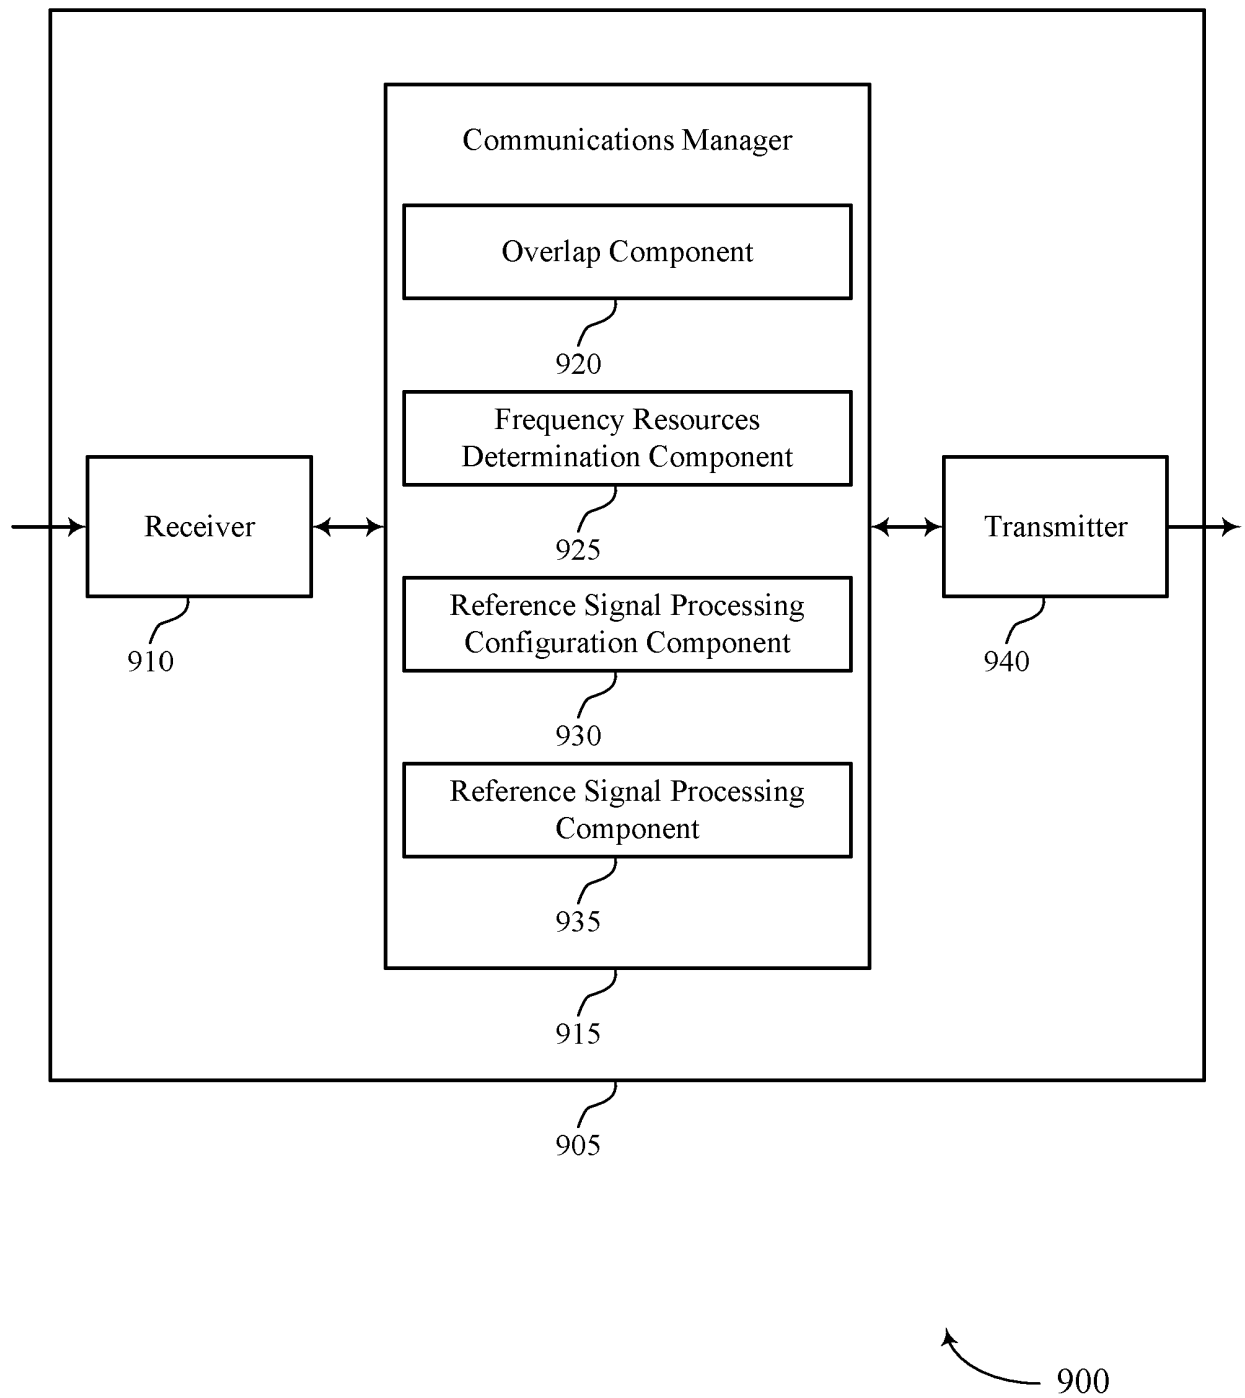 Communications Manager
Overlap Component
920
Frequency Resources
Determination Component
925
Receiver
910
Transmitter
940
Reference Signal Processing
Configuration Component
930
Reference Signal Processing
Component
935
915
905
900